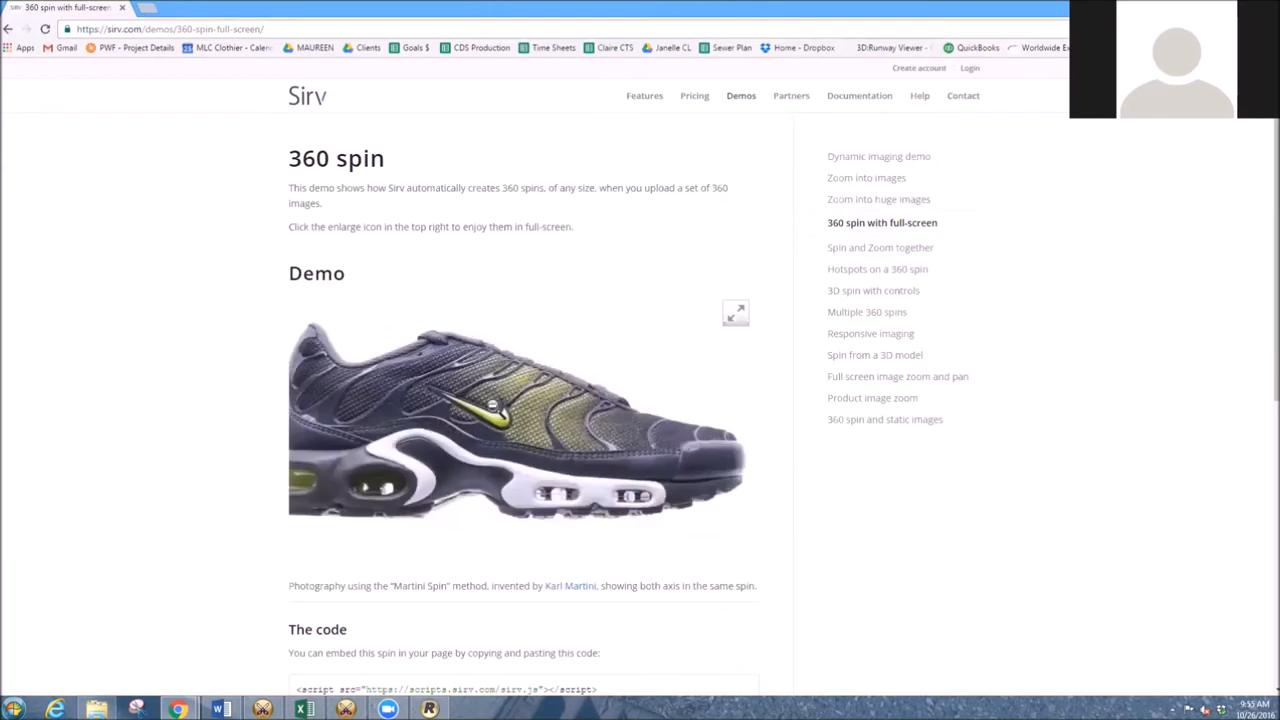 Sirv 360 spin with full-screen
https://sirv.com/demos/360-spin-full-screen/
Apps Gmail PWF - Project Details MLC Clothier - Calen MAUREEN Clients Goals $ CDS Production Time Sheets Claire CTS Janelle CL Sewer Plan Home - Dropbox 3D:Runway Viewer - QuickBooks Worldwide Ex
Create account Login
Sirv Features Pricing Demos Partners Documentation Help Contact
360 spin
This demo shows how Sirv automatically creates 360 spins, of any size, when you upload a set of 360
images.
Click the enlarge icon in the top right to enjoy them in full-screen.
Demo
Photography using the “Martini Spin” method, invented by Karl Martini, showing both axis in the same spin.
The code
You can embed this spin in your page by copying and pasting this code:
<script src="https://scripts.sirv.com/sirv.js"></script>
Dynamic imaging demo
Zoom into images
Zoom into huge images
360 spin with full-screen
Spin and Zoom together
Hotspots on a 360 spin
3D spin with controls
Multiple 360 spins
Responsive imaging
Spin from a 3D model
Full screen image zoom and pan
Product image zoom
360 spin and static images
9:55 AM
10/26/2016